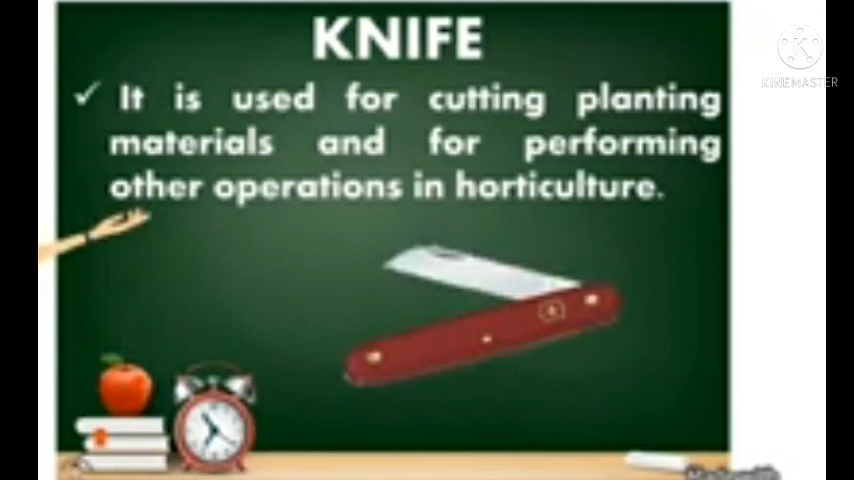 KNIFE
✓ It is used for cutting planting
materials and for performing
other operations in horticulture.
KINEMASTER